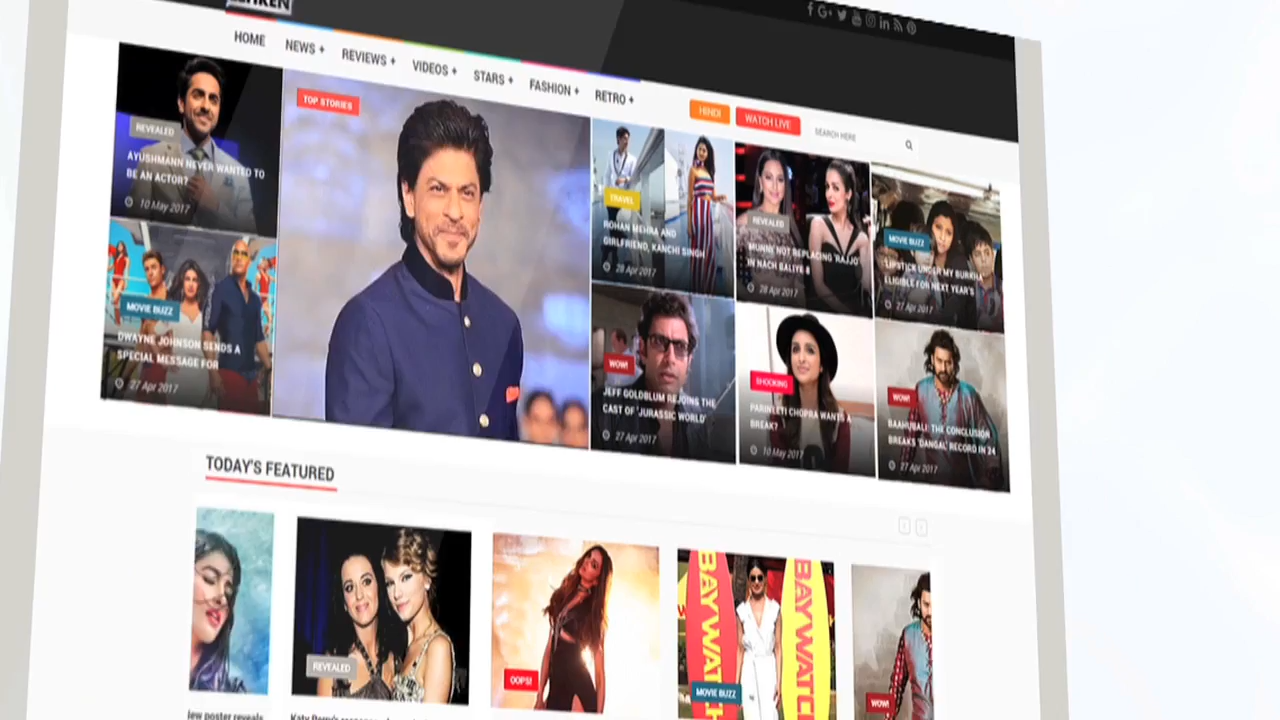 HOME NEWS + REVIEWS + VIDEOS + STARS + FASHION + RETRO +
HINDI
WATCH LIVE
SEARCH HERE
REVEALED
AYUSHMANN NEVER WANTED TO
BE AN ACTOR?
10 May 2017
MOVIE BUZZ
DWAYNE JOHNSON SENDS A
SPECIAL MESSAGE FOR
27 Apr 2017
TOP STORIES
TRAVEL
ROHAN MEHRA AND
GIRLFRIEND, KANCHI SINGH
28 Apr 2017
REVEALED
MUNNI NOT REPLACING 'RAJJO'
IN NACH BALIYE 8
28 Apr 2017
MOVIE BUZZ
LIPSTICK UNDER MY BURKHA
ELIGIBLE FOR NEXT YEAR'S
27 Apr 2017
WOW!
JEFF GOLDBLUM REJOINS THE
CAST OF 'JURASSIC WORLD'
27 Apr 2017
SHOCKING
PARINEETI CHOPRA WANTS A
BREAK?
10 May 2017
WOW!
BAAHUBALI: THE CONCLUSION
BREAKS 'DANGAL' RECORD IN 24
27 Apr 2017
TODAY'S FEATURED
REVEALED
OOPS!
BAYWATCH
BAYWATCH
MOVIE BUZZ
WOW!
new poster reveals
Katy Perry's